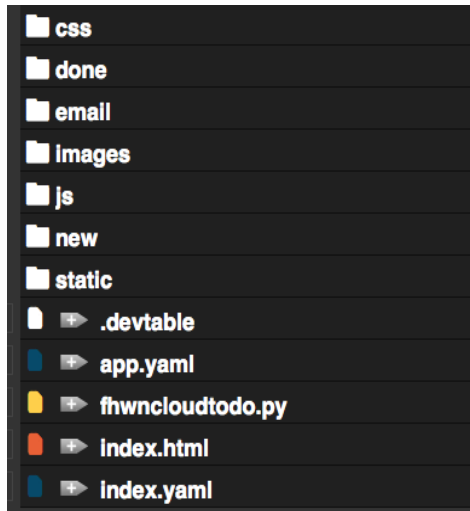 css
done
email
images
js
new
static
.devtable
app.yaml
fhwncloudtodo.py
index.html
index.yaml